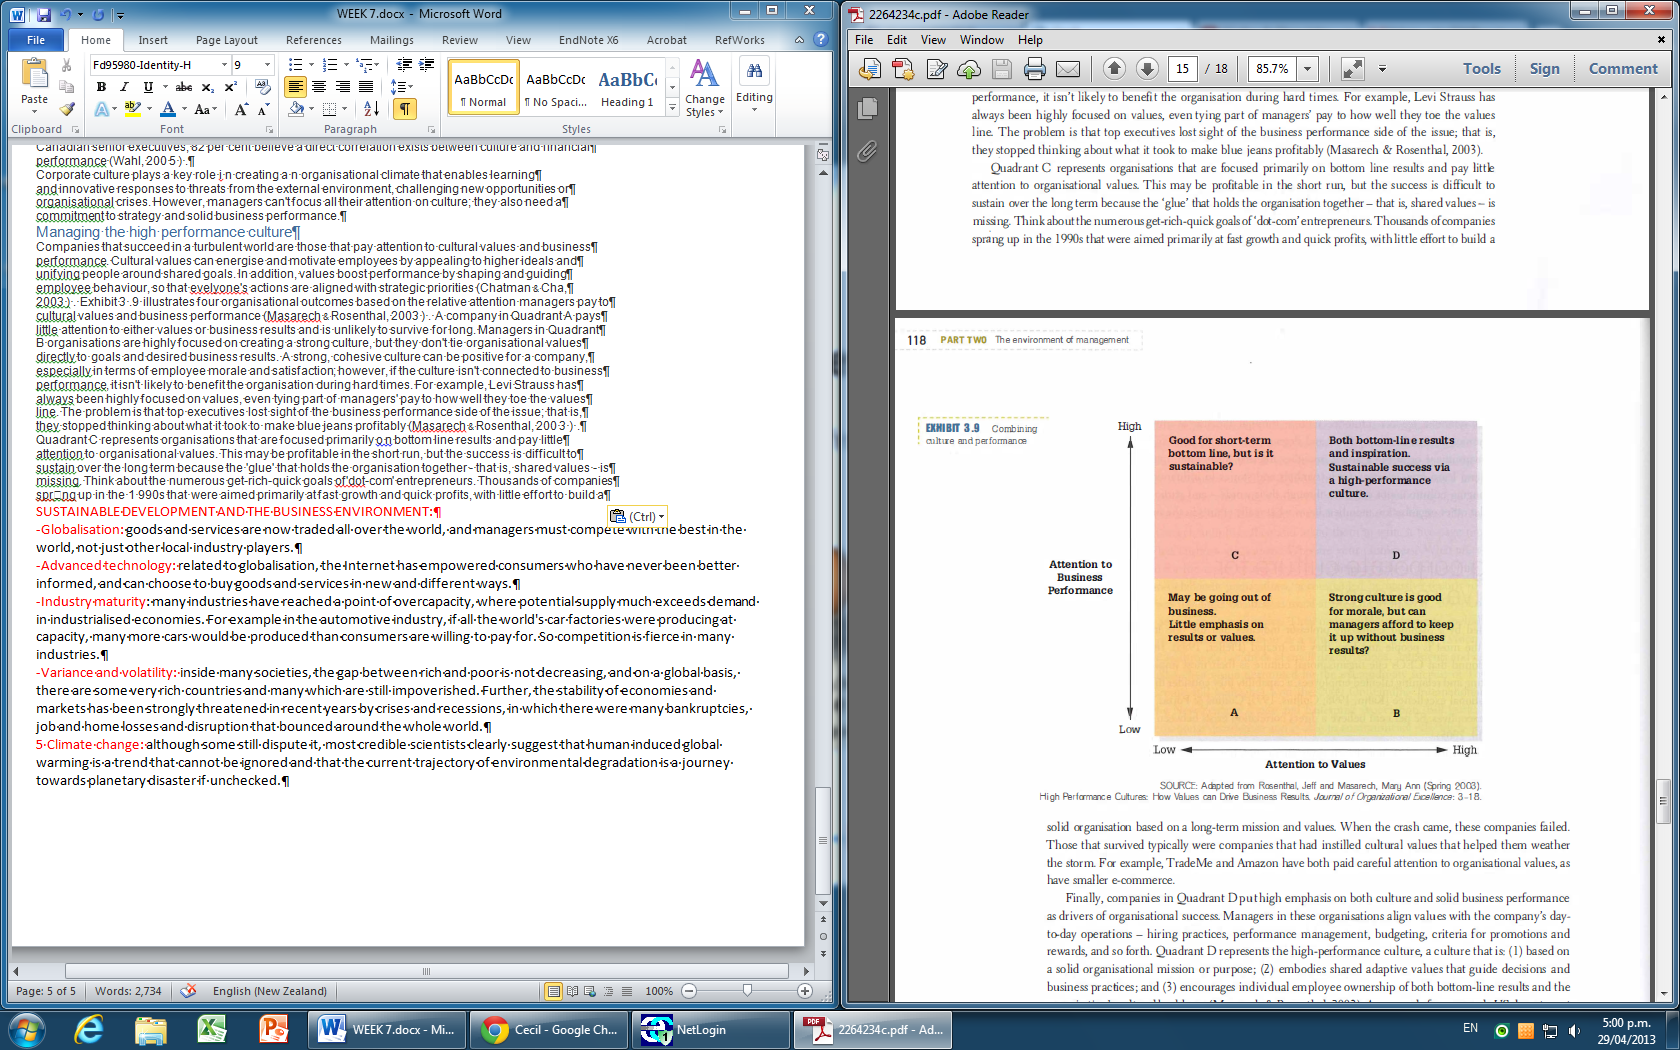 WEEK 7.docx - Microsoft Word
File Home Insert Page Layout References Mailings Review View EndNote X6 Acrobat RefWorks
Paste
Fd95980-Identity-H 9
AaBbCcDc AaBbCcDc AaBbCc
¶ Normal ¶ No Spaci... Heading 1
Change Styles
Editing
Clipboard Font Paragraph Styles
Canadian senior executives, 82 per cent believe a direct correlation exists between culture and financial¶
performance (Wahl, 200 5 ) .¶
Corporate culture plays a key role i,n creating a n organisational climate that enables learning¶
and innovative responses to threats from the external environment, challenging new opportunities or¶
organisational crises. However, managers can't focus all their attention on culture; they also need a¶
commitment to strategy and solid business performance.¶
Managing the high performance culture¶
Companies that succeed in a turbulent world are those that pay attention to cultural values and business¶
performance. Cultural values can energise and motivate employees by appealing to higher ideals and¶
unifying people around shared goals. In addition, values boost performance by shaping and guiding¶
employee behaviour, so that evelyone's actions are aligned with strategic priorities (Chatman & Cha,¶
2003 ) . Exhibit 3 .9 illustrates four organisational outcomes based on the relative attention managers pay to¶
cultural values and business performance (Masarech & Rosenthal, 2003 ) . A company in Quadrant A pays¶
little attention to either values or business results and is unlikely to survive for long. Managers in Quadrant¶
B organisations are highly focused on creating a strong culture, but they don't tie organisational values¶
directly to goals and desired business results. A strong, cohesive culture can be positive for a company,¶
especially in terms of employee morale and satisfaction; however, if the culture isn't connected to business¶
performance, it isn't likely to benefit the organisation during hard times. For example, Levi Strauss has¶
always been highly focused on values, even tying part of managers' pay to how well they toe the values¶
line. The problem is that top executives lost sight of the business performance side of the issue; that is,¶
they stopped thinking about what it took to make blue jeans profitably (Masarech & Rosenthal, 200 3 ) .¶
Quadrant C represents organisations that are focused primarily o n bottom line results and pay little¶
attention to organisational values. This may be profitable in the short run, but the success is difficult to¶
sustain over the long term because the 'glue' that holds the organisation together - that is, shared values - is¶
missing. Think about the numerous get-rich-quick goals of 'dot-com' entrepreneurs. Thousands of companies¶
up in the 1 990s that were aimed primarily at fast growth and quick profits, with little effort to build a¶
SUSTAINABLE DEVELOPMENT AND THE BUSINESS ENVIRONMENT:¶
(Ctrl)
-Globalisation: goods and services are now traded all over the world, and managers must compete with the best in the
world, not just other local industry players.¶
-Advanced technology: related to globalisation, the Internet has empowered consumers who have never been better
informed, and can choose to buy goods and services in new and different ways.¶
-Industry maturity: many industries have reached a point of overcapacity, where potential supply much exceeds demand
in industrialised economies. For example in the automotive industry, if all the world's car factories were producing at
capacity, many more cars would be produced than consumers are willing to pay for. So competition is fierce in many
industries.¶
-Variance and volatility: inside many societies, the gap between rich and poor is not decreasing, and on a global basis,
there are some very rich countries and many which are still impoverished. Further, the stability of economies and
markets has been strongly threatened in recent years by crises and recessions, in which there were many bankruptcies,
job and home losses and disruption that bounced around the whole world.¶
5 Climate change: although some still dispute it, most credible scientists clearly suggest that human induced global
warming is a trend that cannot be ignored and that the current trajectory of environmental degradation is a journey
towards planetary disaster if unchecked.¶
Page: 5 of 5 Words: 2,734 English (New Zealand) 100%
2264234c.pdf - Adobe Reader
File Edit View Window Help
15 / 18 85.7% Tools Sign Comment
performance, it isn't likely to benefit the organisation during hard times. For example, Levi Strauss has
always been highly focused on values, even tying part of managers' pay to how well they toe the values
line. The problem is that top executives lost sight of the business performance side of the issue; that is,
they stopped thinking about what it took to make blue jeans profitably (Masarech & Rosenthal, 2003).
Quadrant C represents organisations that are focused primarily on bottom line results and pay little
attention to organisational values. This may be profitable in the short run, but the success is difficult to
sustain over the long term because the 'glue' that holds the organisation together – that is, shared values – is
missing. Think about the numerous get-rich-quick goals of 'dot-com' entrepreneurs. Thousands of companies
sprang up in the 1990s that were aimed primarily at fast growth and quick profits, with little effort to build a
118 PART TWO The environment of management
EXHIBIT 3.9 Combining
culture and performance
High
Attention to
Business
Performance
Low
Good for short-term
bottom line, but is it
sustainable?
C
Both bottom-line results
and inspiration.
Sustainable success via
a high-performance
culture.
D
May be going out of
business.
Little emphasis on
results or values.
A
Strong culture is good
for morale, but can
managers afford to keep
it up without business
results?
B
Low High
Attention to Values
SOURCE: Adapted from Rosenthal, Jeff and Masarech, Mary Ann (Spring 2003).
High Performance Cultures: How Values can Drive Business Results. Journal of Organizational Excellence: 3–18.
solid organisation based on a long-term mission and values. When the crash came, these companies failed.
Those that survived typically were companies that had instilled cultural values that helped them weather
the storm. For example, TradeMe and Amazon have both paid careful attention to organisational values, as
have smaller e-commerce.
Finally, companies in Quadrant D put high emphasis on both culture and solid business performance
as drivers of organisational success. Managers in these organisations align values with the company's day-
to-day operations – hiring practices, performance management, budgeting, criteria for promotions and
rewards, and so forth. Quadrant D represents the high-performance culture, a culture that is: (1) based on
a solid organisational mission or purpose; (2) embodies shared adaptive values that guide decisions and
business practices; and (3) encourages individual employee ownership of both bottom-line results and the
WEEK 7.docx - Mi... Cecil - Google Ch... NetLogin 2264234c.pdf - Ad...
EN 5:00 p.m.
29/04/2013